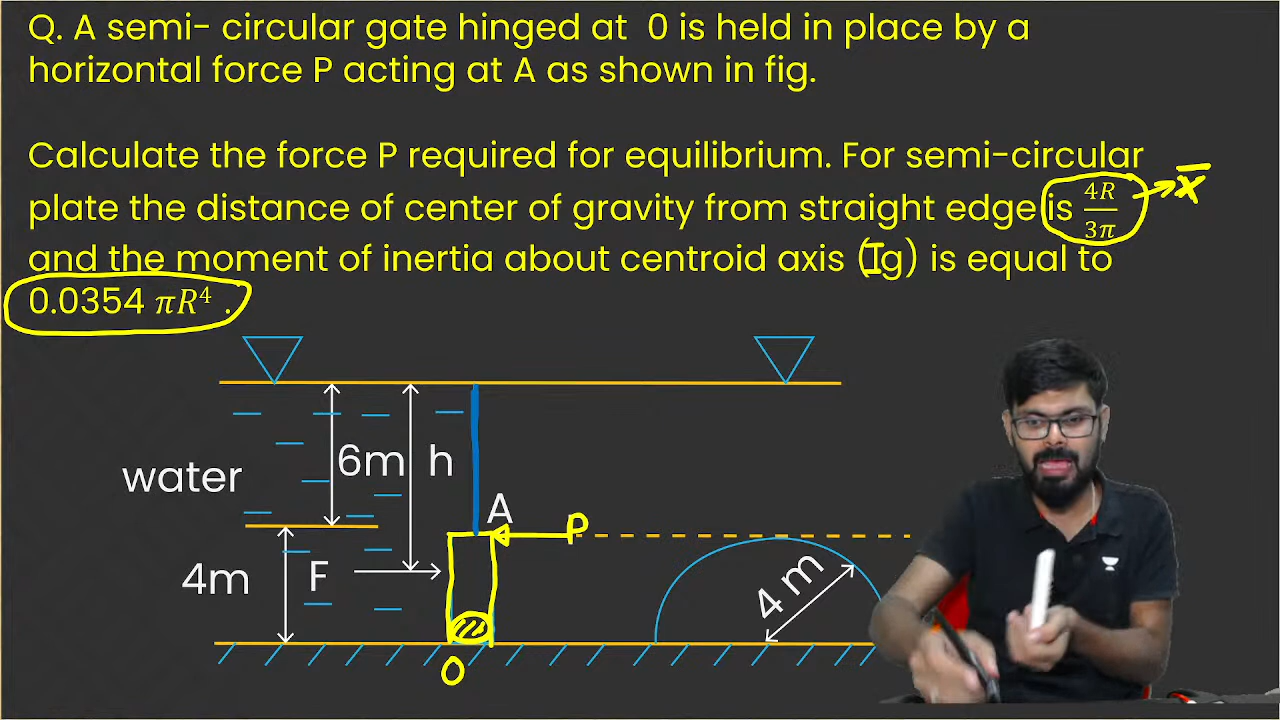 Q. A semi- circular gate hinged at 0 is held in place by a
horizontal force P acting at A as shown in fig.
Calculate the force P required for equilibrium. For semi-circular
plate the distance of center of gravity from straight edge is 4R/3π → x̅
and the moment of inertia about centroid axis (Ig) is equal to
0.0354 πR⁴ .
water
6m
h
A
P
4m
F
4 m
O